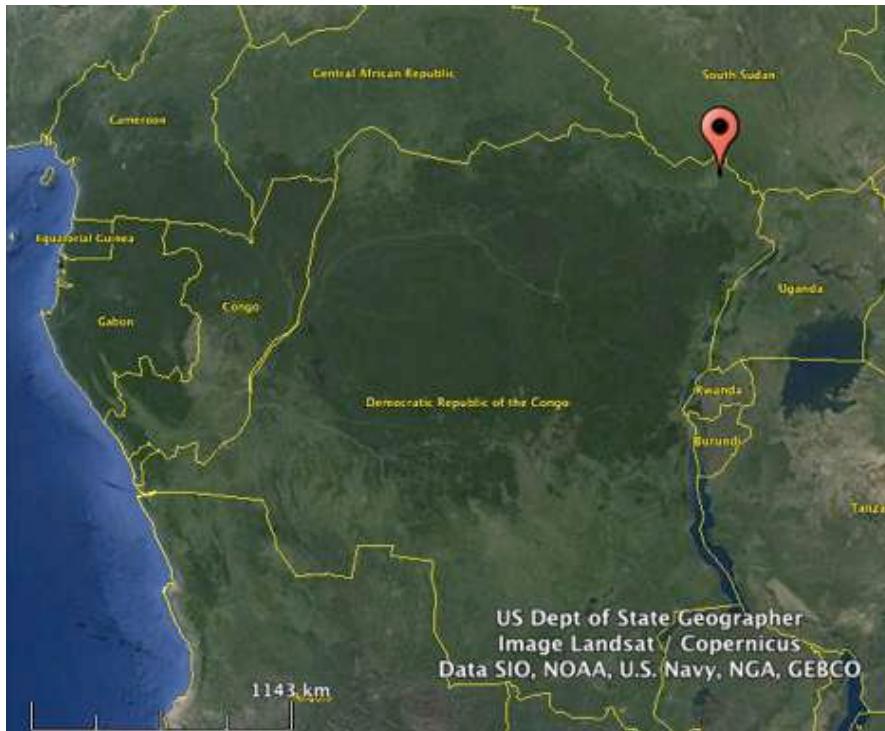 Central African Republic
South Sudan
Cameroon
Equatorial Guinea
Congo
Uganda
Gabon
Rwanda
Democratic Republic of the Congo
Burundi
Tanza
US Dept of State Geographer
Image Landsat / Copernicus
1143 km
Data SIO, NOAA, U.S. Navy, NGA, GEBCO